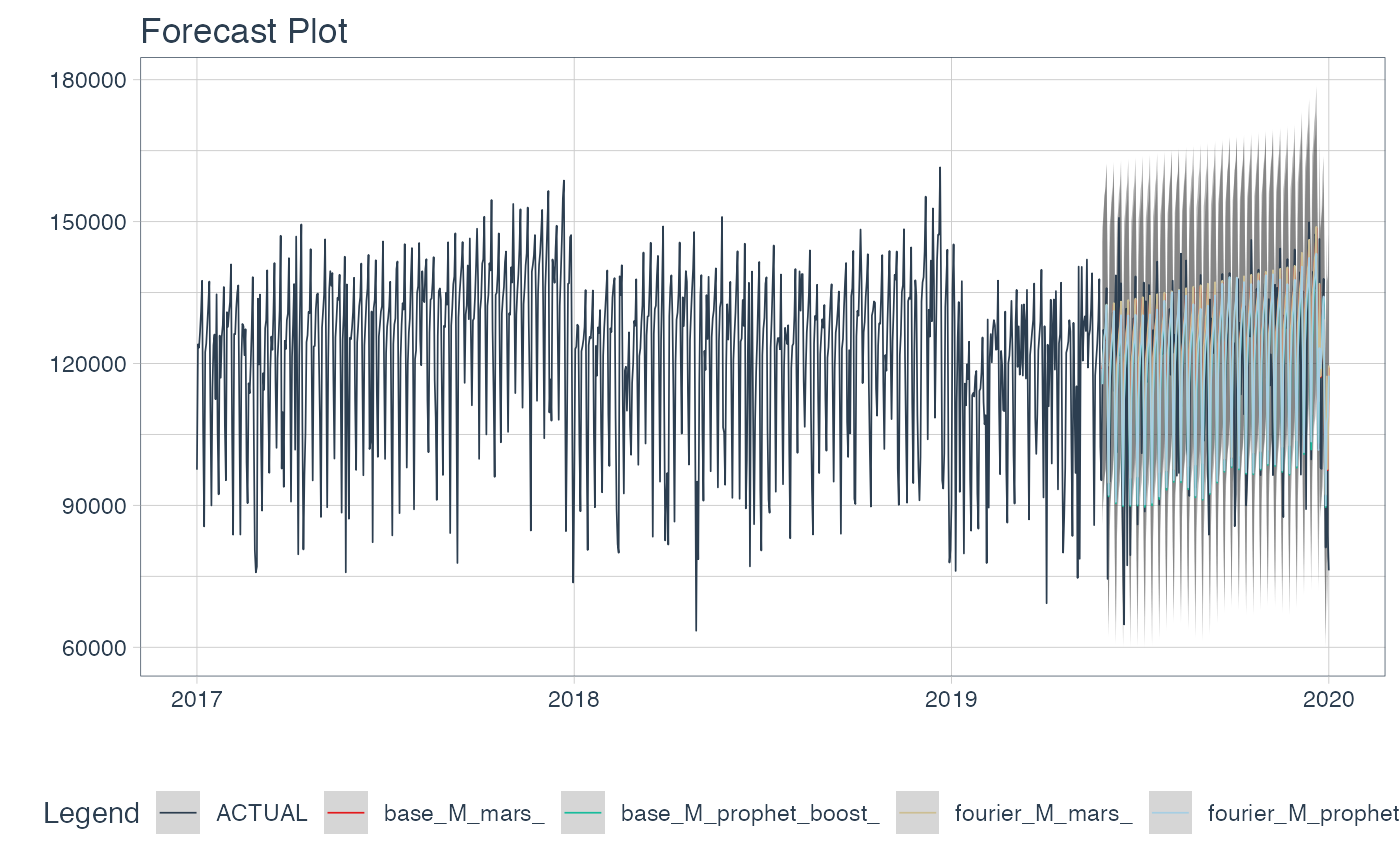 Forecast Plot
180000
150000
120000
90000
60000
2017 2018 2019 2020
Legend ACTUAL base_M_mars_ base_M_prophet_boost_ fourier_M_mars_ fourier_M_prophet